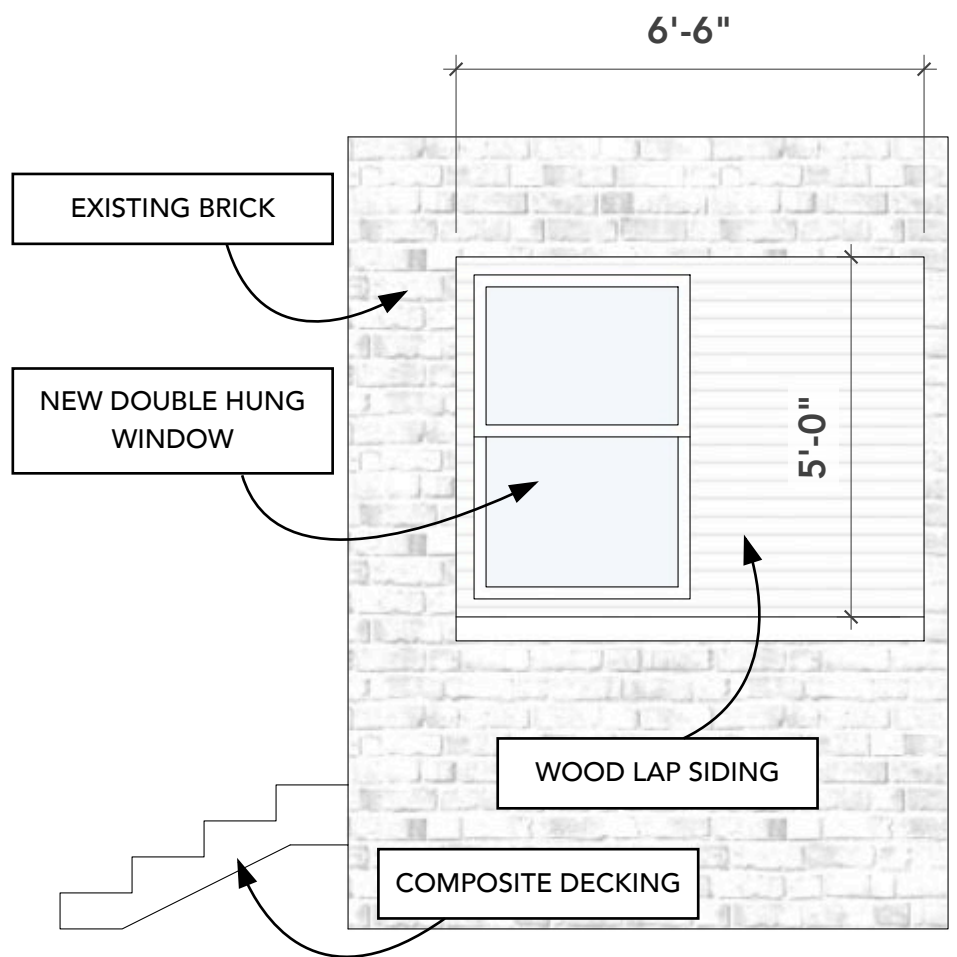 6'-6"
EXISTING BRICK
NEW DOUBLE HUNG
WINDOW
5'-0"
WOOD LAP SIDING
COMPOSITE DECKING